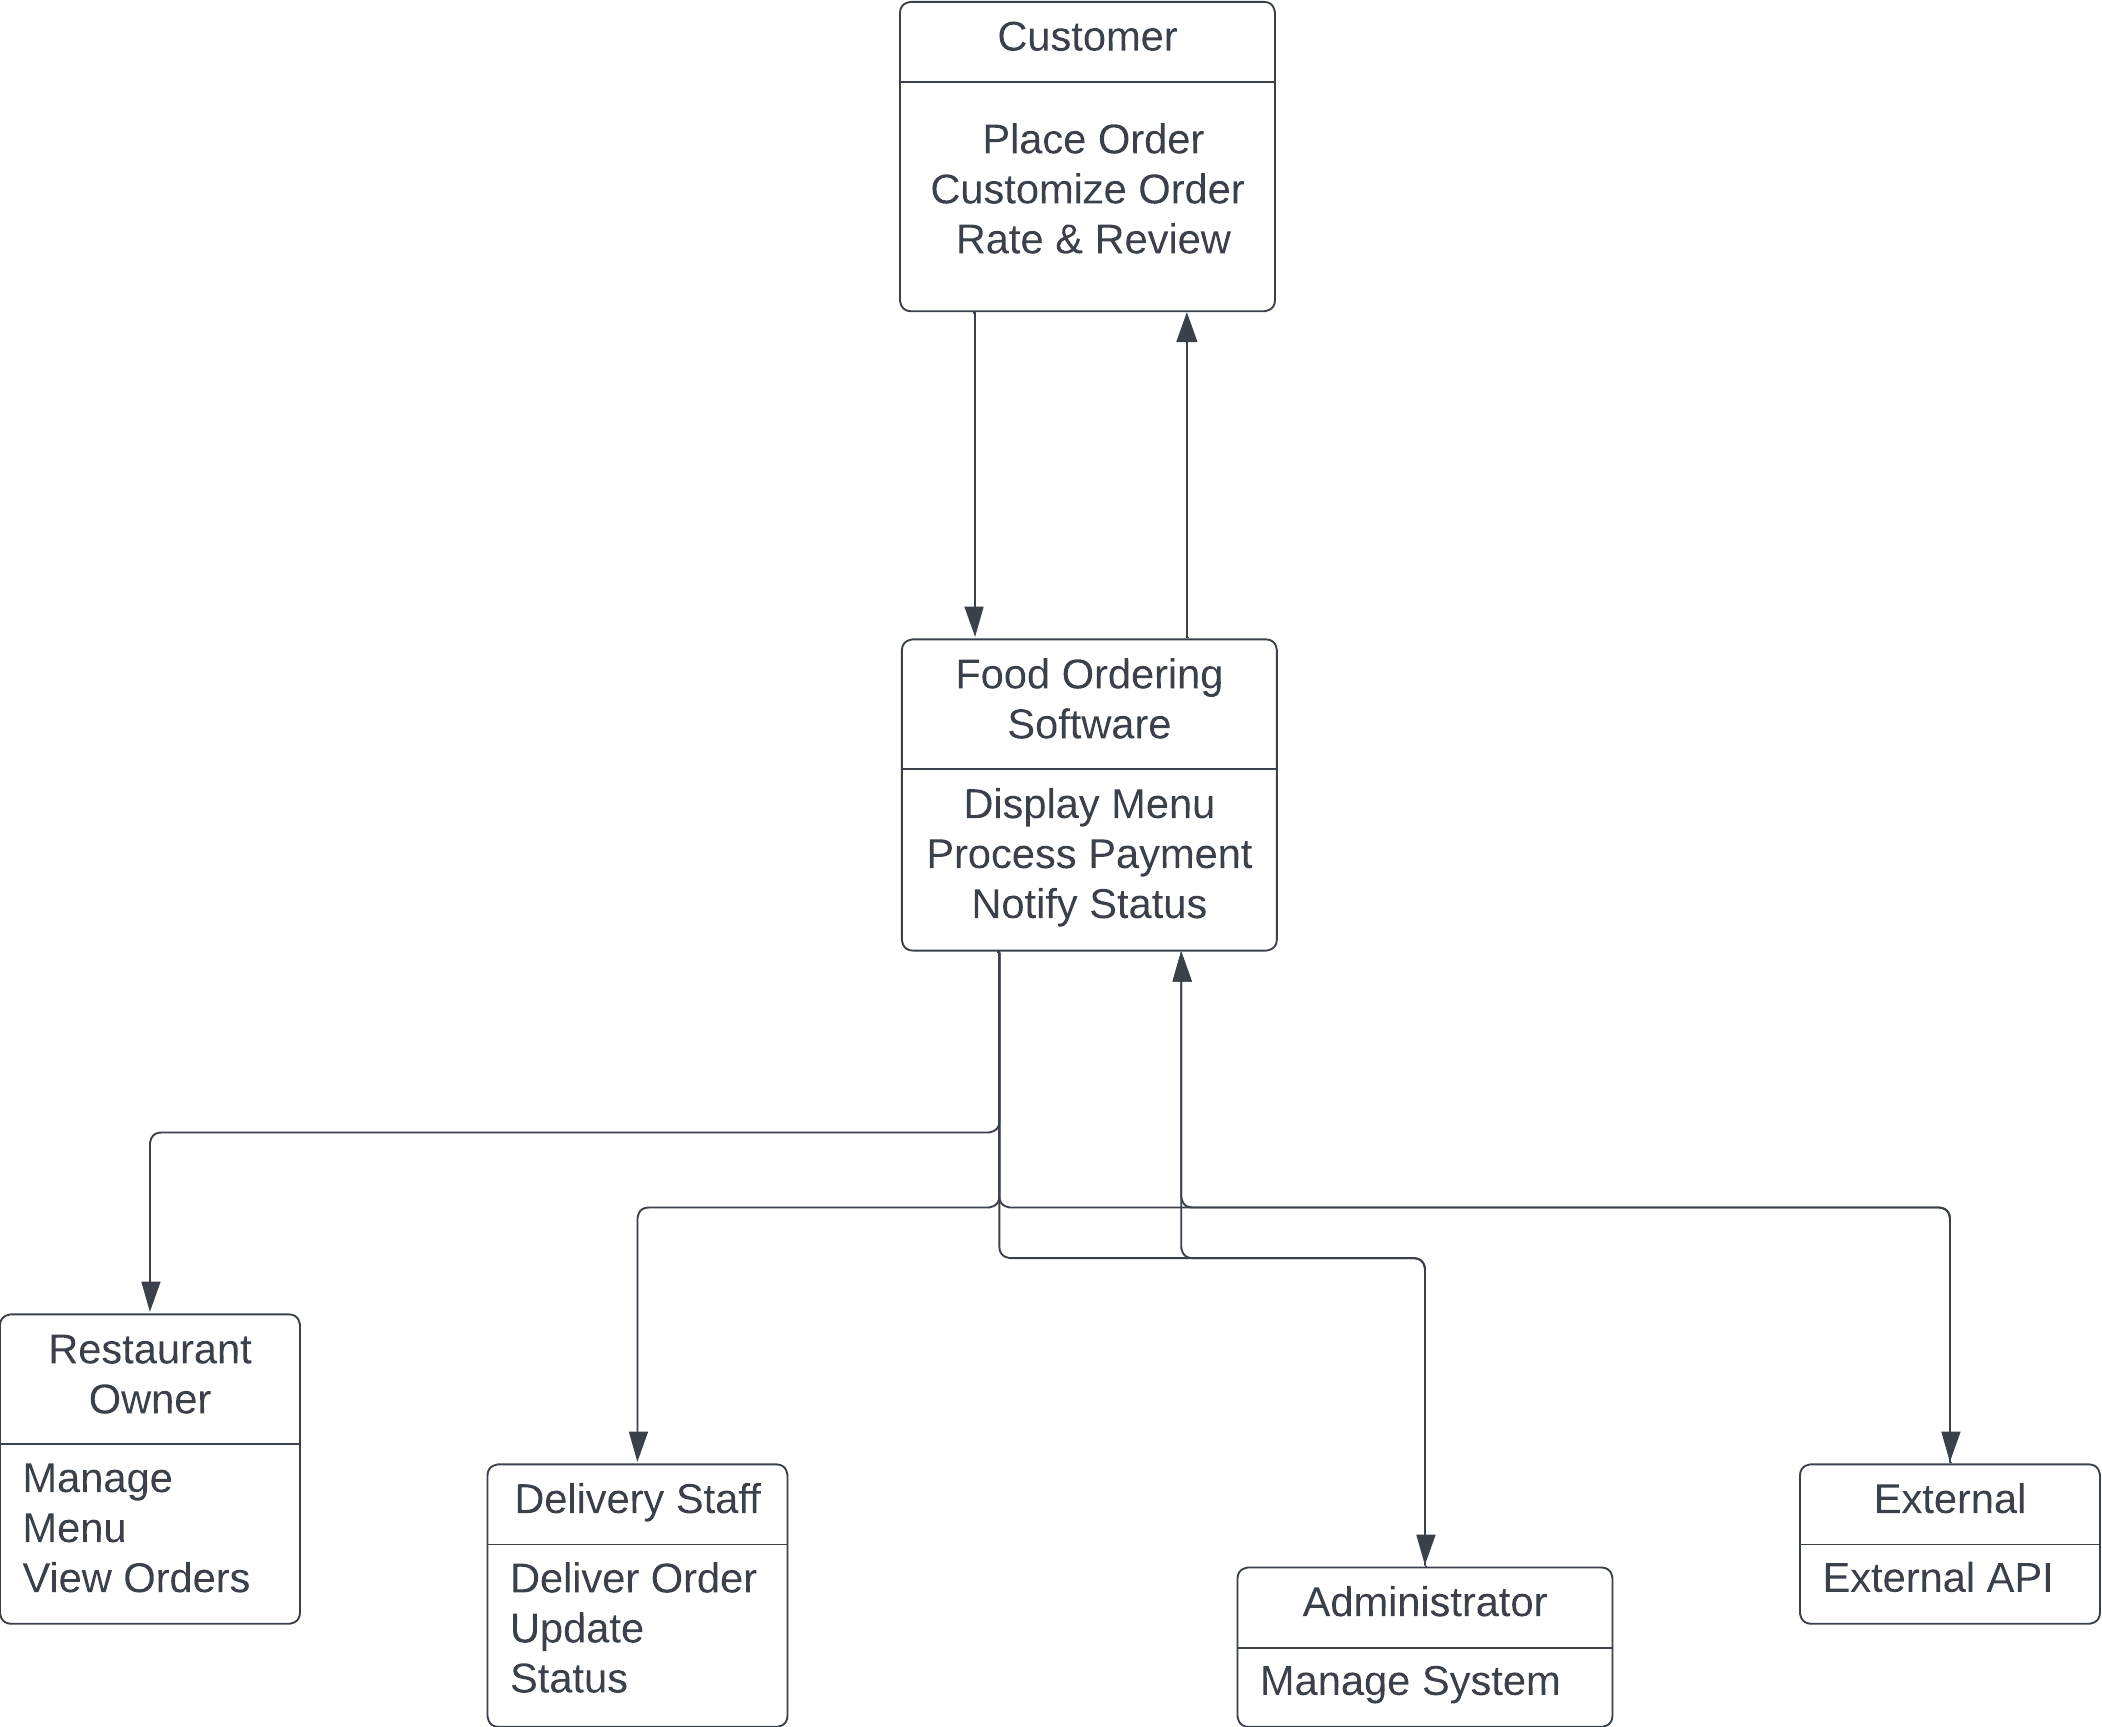 Customer
Place Order
Customize Order
Rate & Review
Food Ordering
Software
Display Menu
Process Payment
Notify Status
Restaurant
Owner
Manage
Menu
View Orders
Delivery Staff
Deliver Order
Update
Status
Administrator
Manage System
External
External API